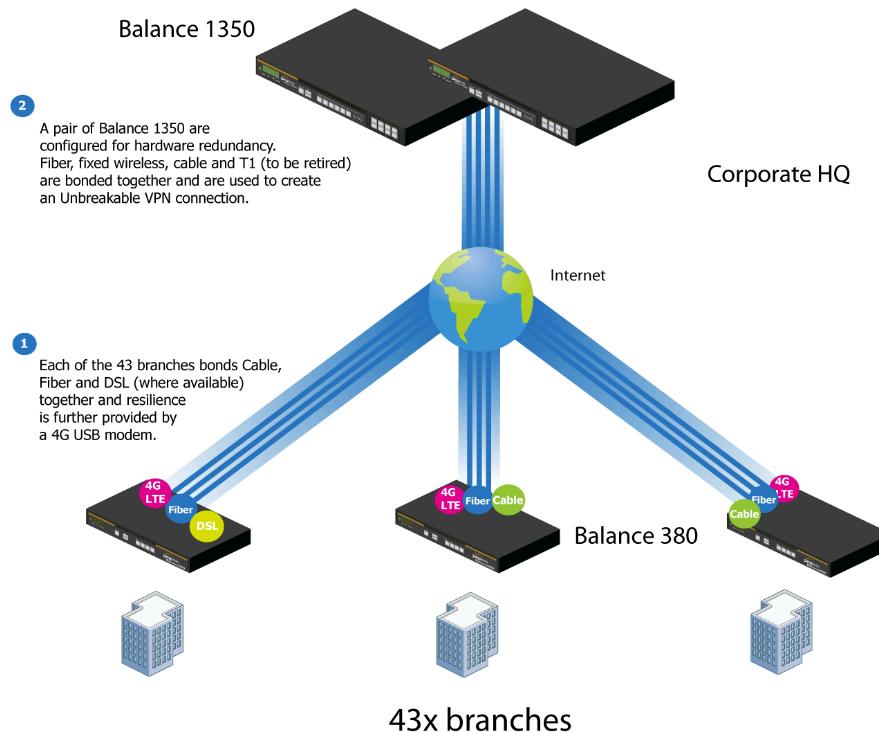 Balance 1350
2
A pair of Balance 1350 are
configured for hardware redundancy.
Fiber, fixed wireless, cable and T1 (to be retired)
are bonded together and are used to create
an Unbreakable VPN connection.
Corporate HQ
Internet
1
Each of the 43 branches bonds Cable,
Fiber and DSL (where available)
together and resilience
is further provided by
a 4G USB modem.
4G
LTE
Fiber
DSL
4G
LTE
Fiber
Cable
4G
LTE
Fiber
Cable
Balance 380
43x branches